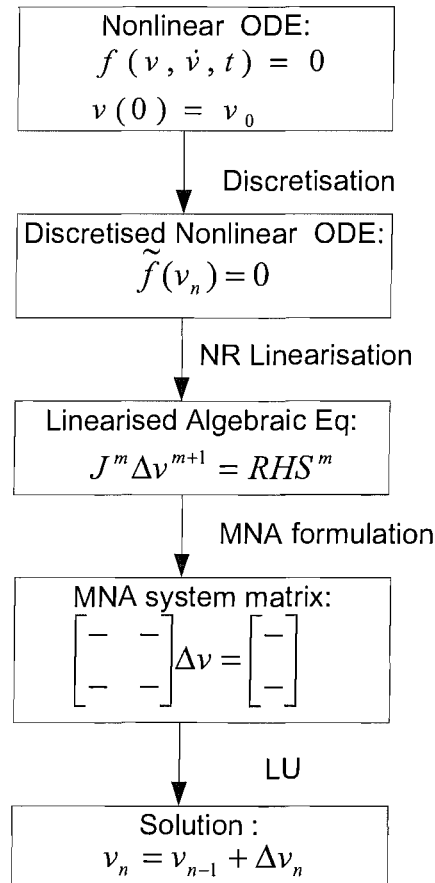 Nonlinear ODE:
f ( v , v̇ , t ) = 0
v ( 0 ) = v₀
Discretisation
Discretised Nonlinear ODE:
f̃(vₙ) = 0
NR Linearisation
Linearised Algebraic Eq:
Jᵐ Δvᵐ⁺¹ = RHSᵐ
MNA formulation
MNA system matrix:
[− −; − −] Δv = [−; −]
LU
Solution :
vₙ = vₙ₋₁ + Δvₙ